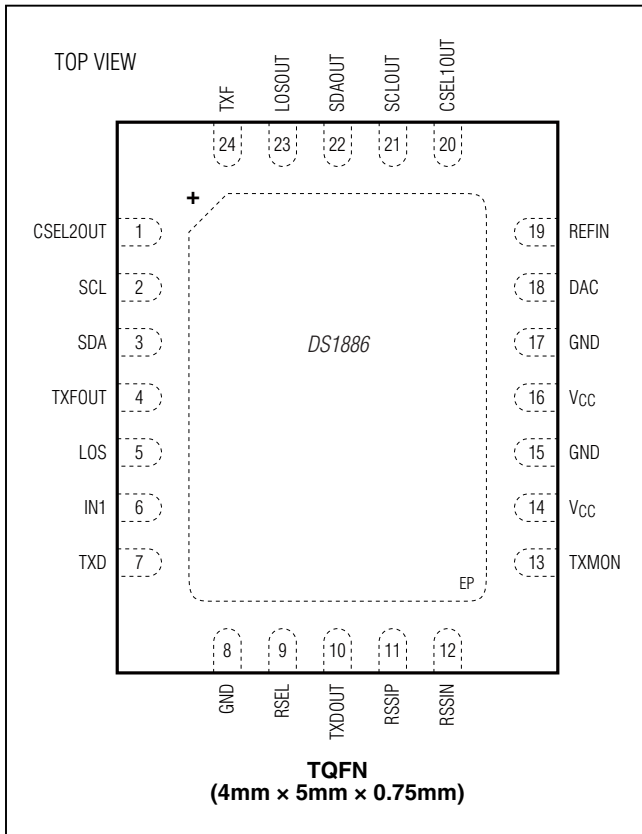 TOP VIEW
TXF
LOSOUT
SDAOUT
SCLOUT
CSEL1OUT
24 23 22 21 20
+
CSEL2OUT 1
SCL 2
SDA 3
TXFOUT 4
LOS 5
IN1 6
TXD 7
DS1886
19 REFIN
18 DAC
17 GND
16 VCC
15 GND
14 VCC
13 TXMON
EP
8 9 10 11 12
GND
RSEL
TXDOUT
RSSIP
RSSIN
TQFN
(4mm × 5mm × 0.75mm)